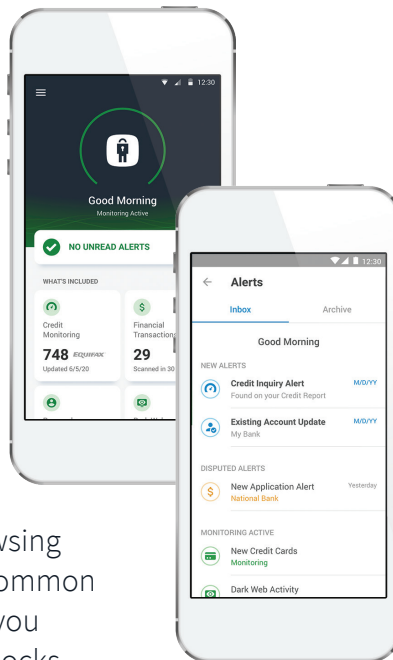 12:30
Good Morning
Monitoring Active
NO UNREAD ALERTS
WHAT'S INCLUDED
Credit
Monitoring
748 EQUIFAX
Updated 6/5/20
Financial
Transaction
29
Scanned in 30
12:30
Alerts
Inbox
Archive
Good Morning
NEW ALERTS
Credit Inquiry Alert M/D/YY
Found on your Credit Report
Existing Account Update M/D/YY
My Bank
DISPUTED ALERTS
New Application Alert Yesterday
National Bank
MONITORING ACTIVE
New Credit Cards
Monitoring
Dark Web Activity
wsing
ommon
you